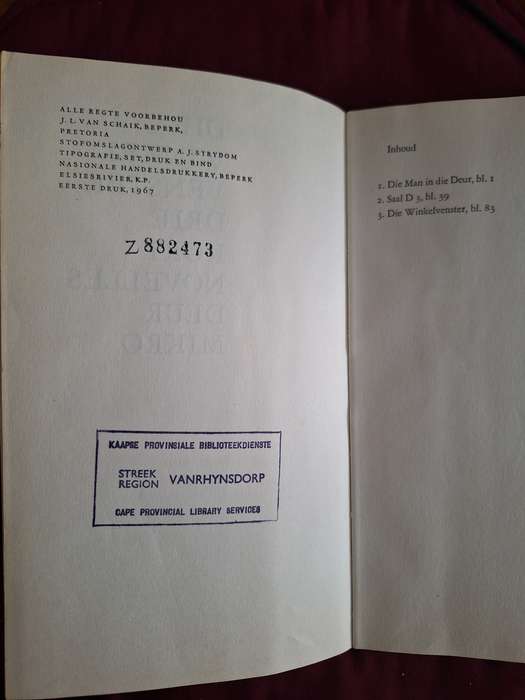 ALLE REGTE VOORBEHOU
J. L. VAN SCHAIK, BEPERK,
PRETORIA
STOFOMSLAGONTWERP A. J. STRYDOM
TIPOGRAFIE, SET, DRUK EN BIND
NASIONALE HANDELSDRUKKERY, BEPERK
ELSIESRIVIER, K.P.
EERSTE DRUK, 1967
Z 882473
KAAPSE PROVINSIALE BIBLIOTEEKDIENSTE
STREEK
REGION VANRHYNSDORP
CAPE PROVINCIAL LIBRARY SERVICES
Inhoud
1. Die Man in die Deur, bl. 1
2. Saal D 3, bl. 39
3. Die Winkelvenster, bl. 83